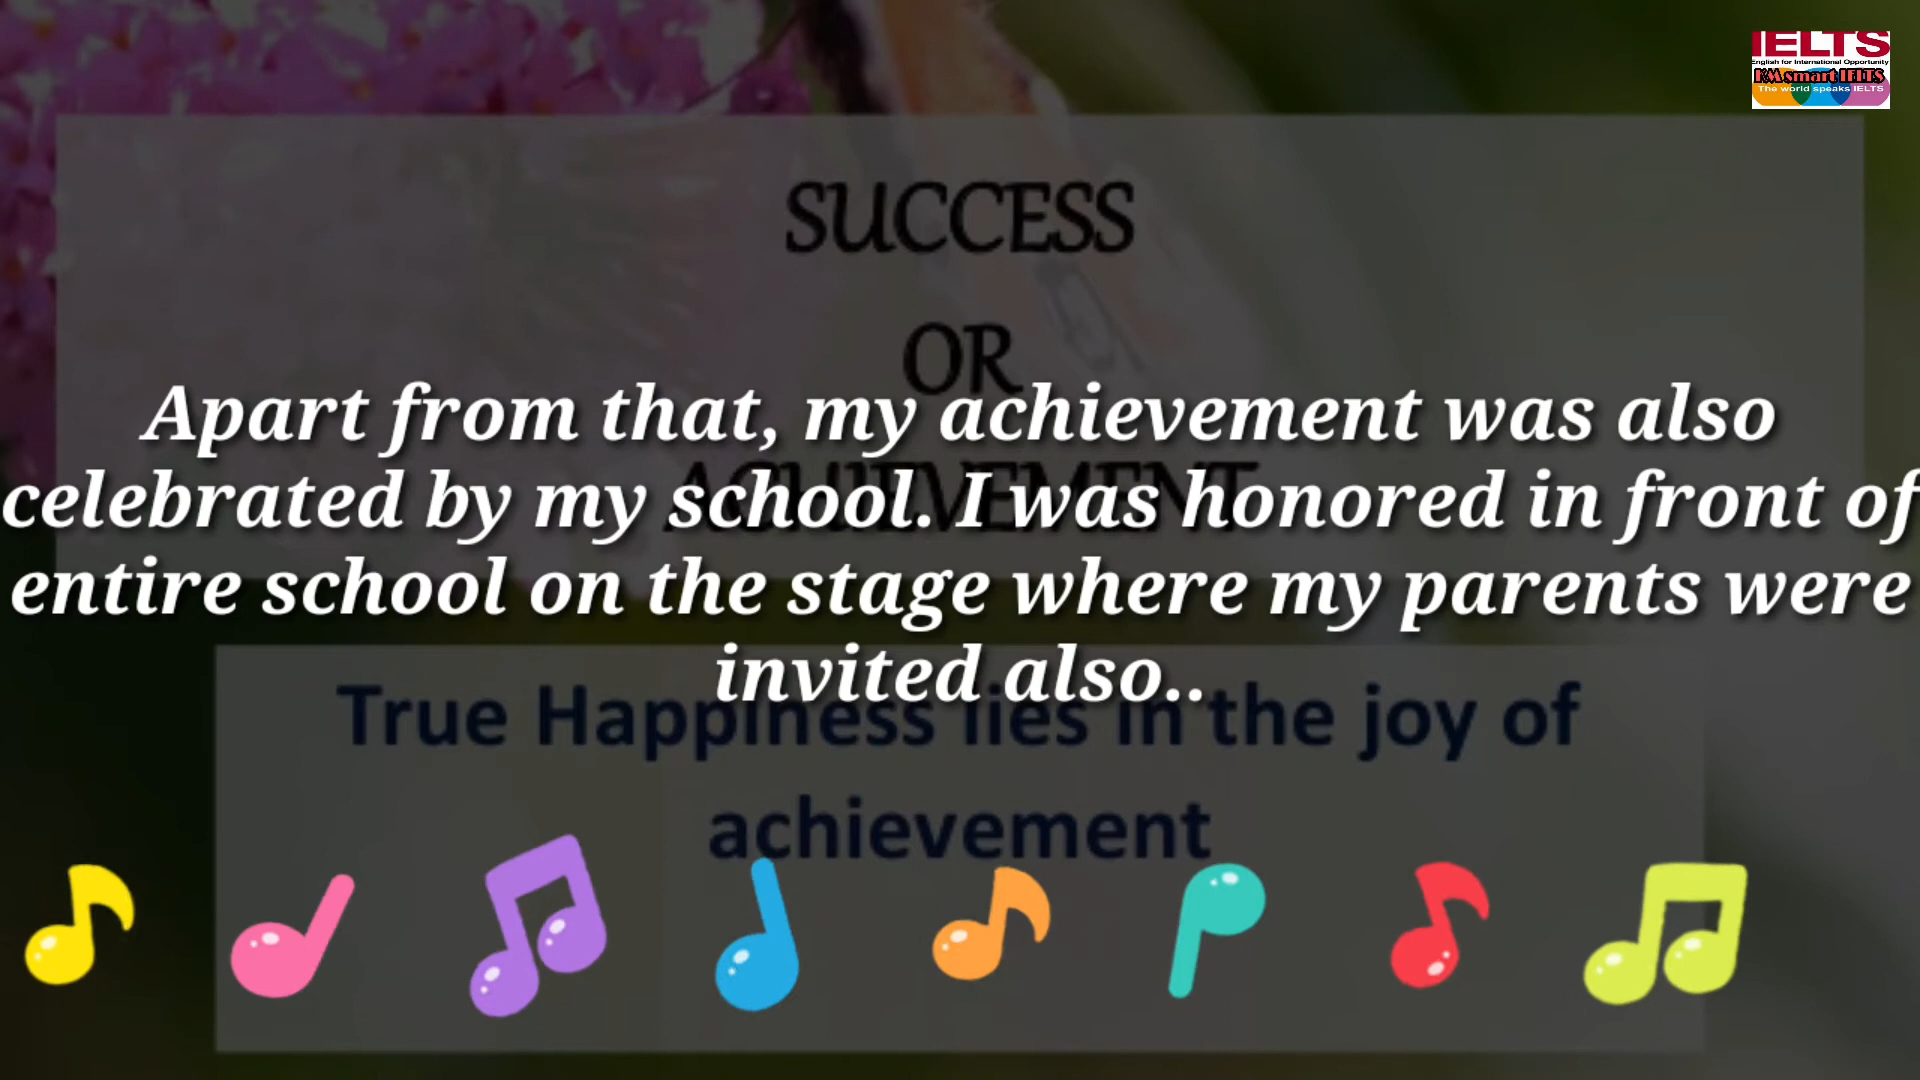 IELTS
English for International Opportunity
KM smart IELTS
The world speaks IELTS
SUCCESS
OR
ACHIEVEMENT
Apart from that, my achievement was also
celebrated by my school. I was honored in front of
entire school on the stage where my parents were
invited also..
True Happiness lies in the joy of
achievement